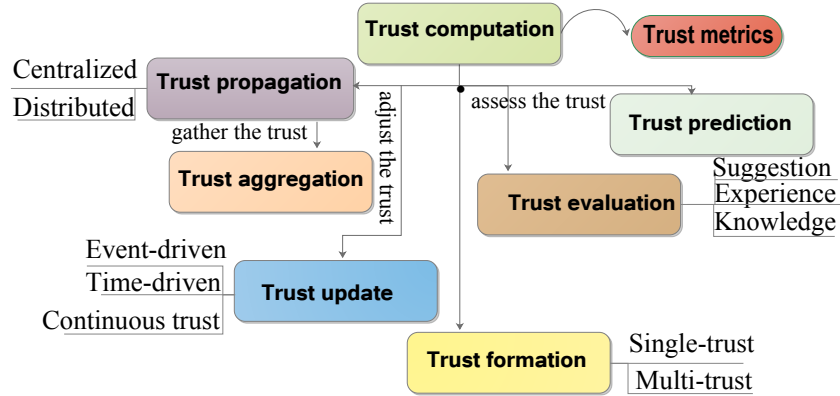 Trust computation
Trust metrics
Centralized
Distributed
Trust propagation
gather the trust
adjust the trust
assess the trust
Trust prediction
Trust aggregation
Trust evaluation
Suggestion
Experience
Knowledge
Event-driven
Time-driven
Continuous trust
Trust update
Trust formation
Single-trust
Multi-trust